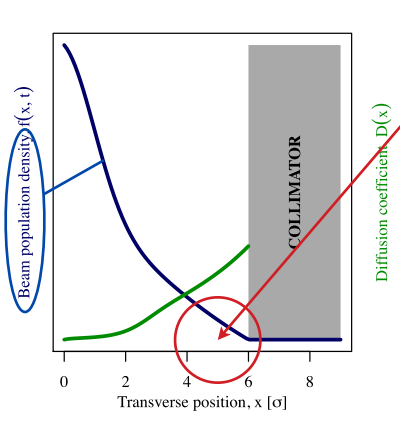 Beam population density f(x, t)
COLLIMATOR
Diffusion coefficient D(x)
0 2 4 6 8
Transverse position, x [σ]